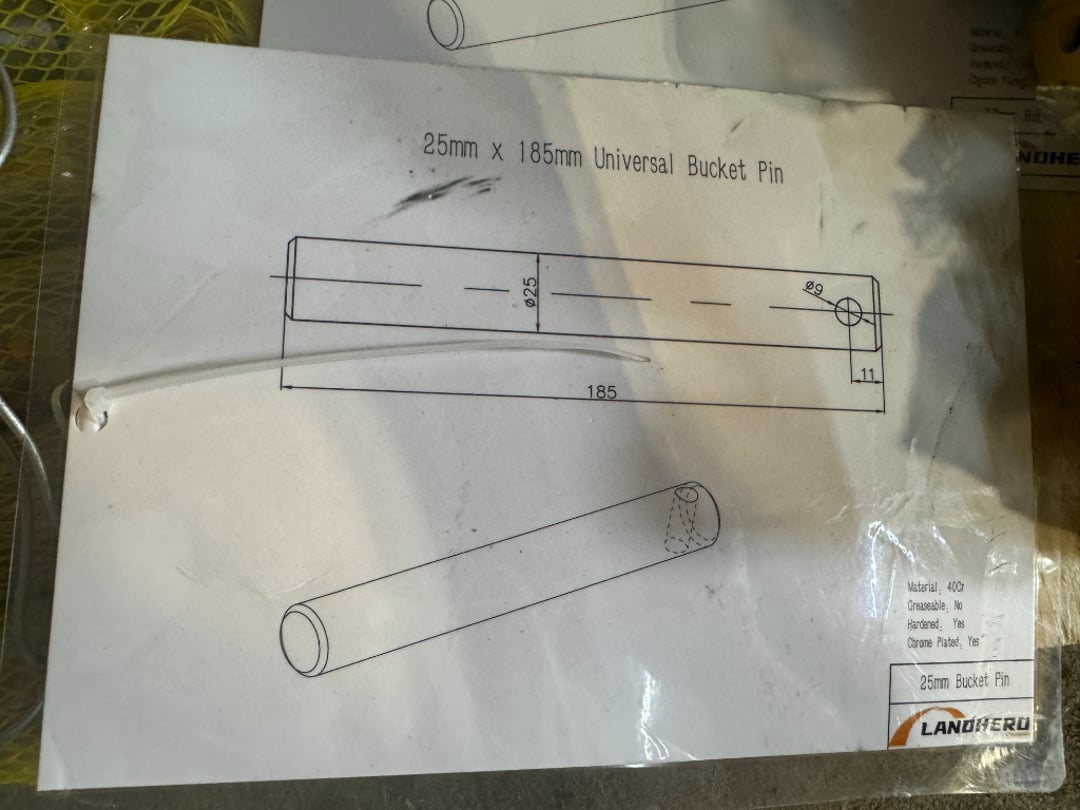 25mm x 185mm Universal Bucket Pin
ø25
ø9
11
185
Material: 40Cr
Greaseable: No
Hardened: Yes
Chrome Plated: Yes
25mm Bucket Pin
LANDHERO